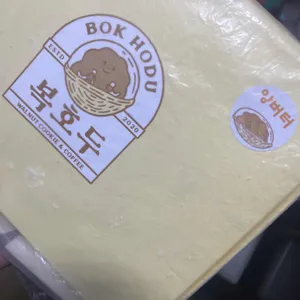 BOK HODU
ESTD
2020
복호두
WALNUT COOKIE & COFFEE
앙버터